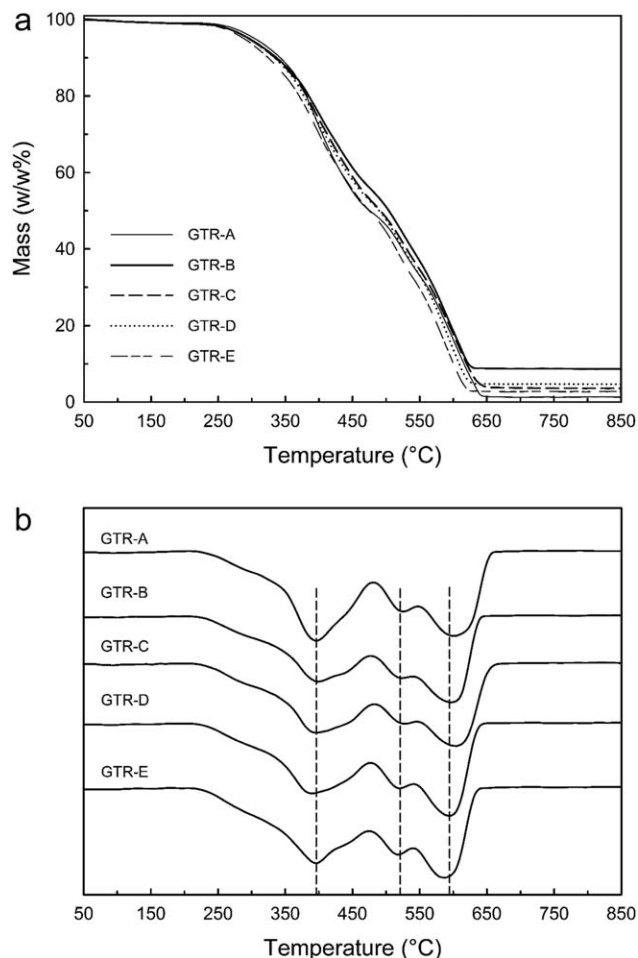 a
100
80
60
40
20
0
Mass (w/w%)
GTR-A
GTR-B
GTR-C
GTR-D
GTR-E
50 150 250 350 450 550 650 750 850
Temperature (°C)
b
GTR-A
GTR-B
GTR-C
GTR-D
GTR-E
50 150 250 350 450 550 650 750 850
Temperature (°C)